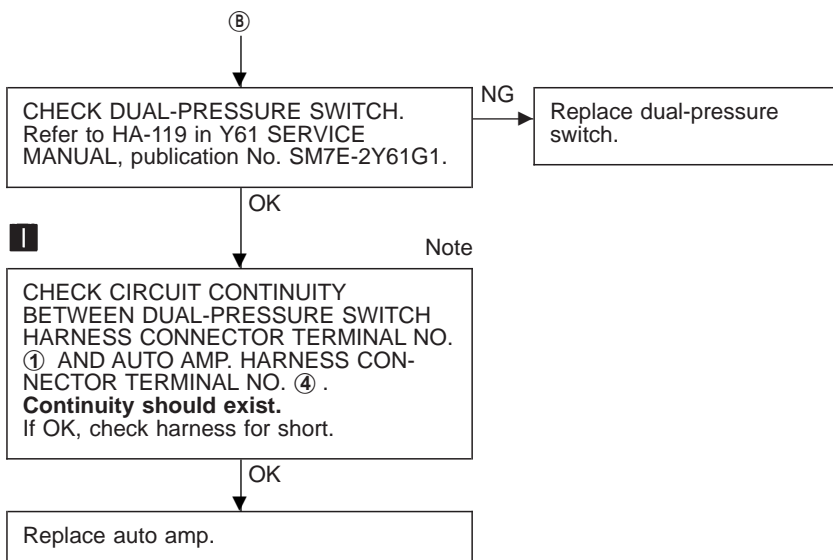 Ⓑ
CHECK DUAL-PRESSURE SWITCH.
Refer to HA-119 in Y61 SERVICE
MANUAL, publication No. SM7E-2Y61G1.
NG
Replace dual-pressure
switch.
OK
I
Note
CHECK CIRCUIT CONTINUITY
BETWEEN DUAL-PRESSURE SWITCH
HARNESS CONNECTOR TERMINAL NO.
① AND AUTO AMP. HARNESS CON-
NECTOR TERMINAL NO. ④ .
Continuity should exist.
If OK, check harness for short.
OK
Replace auto amp.